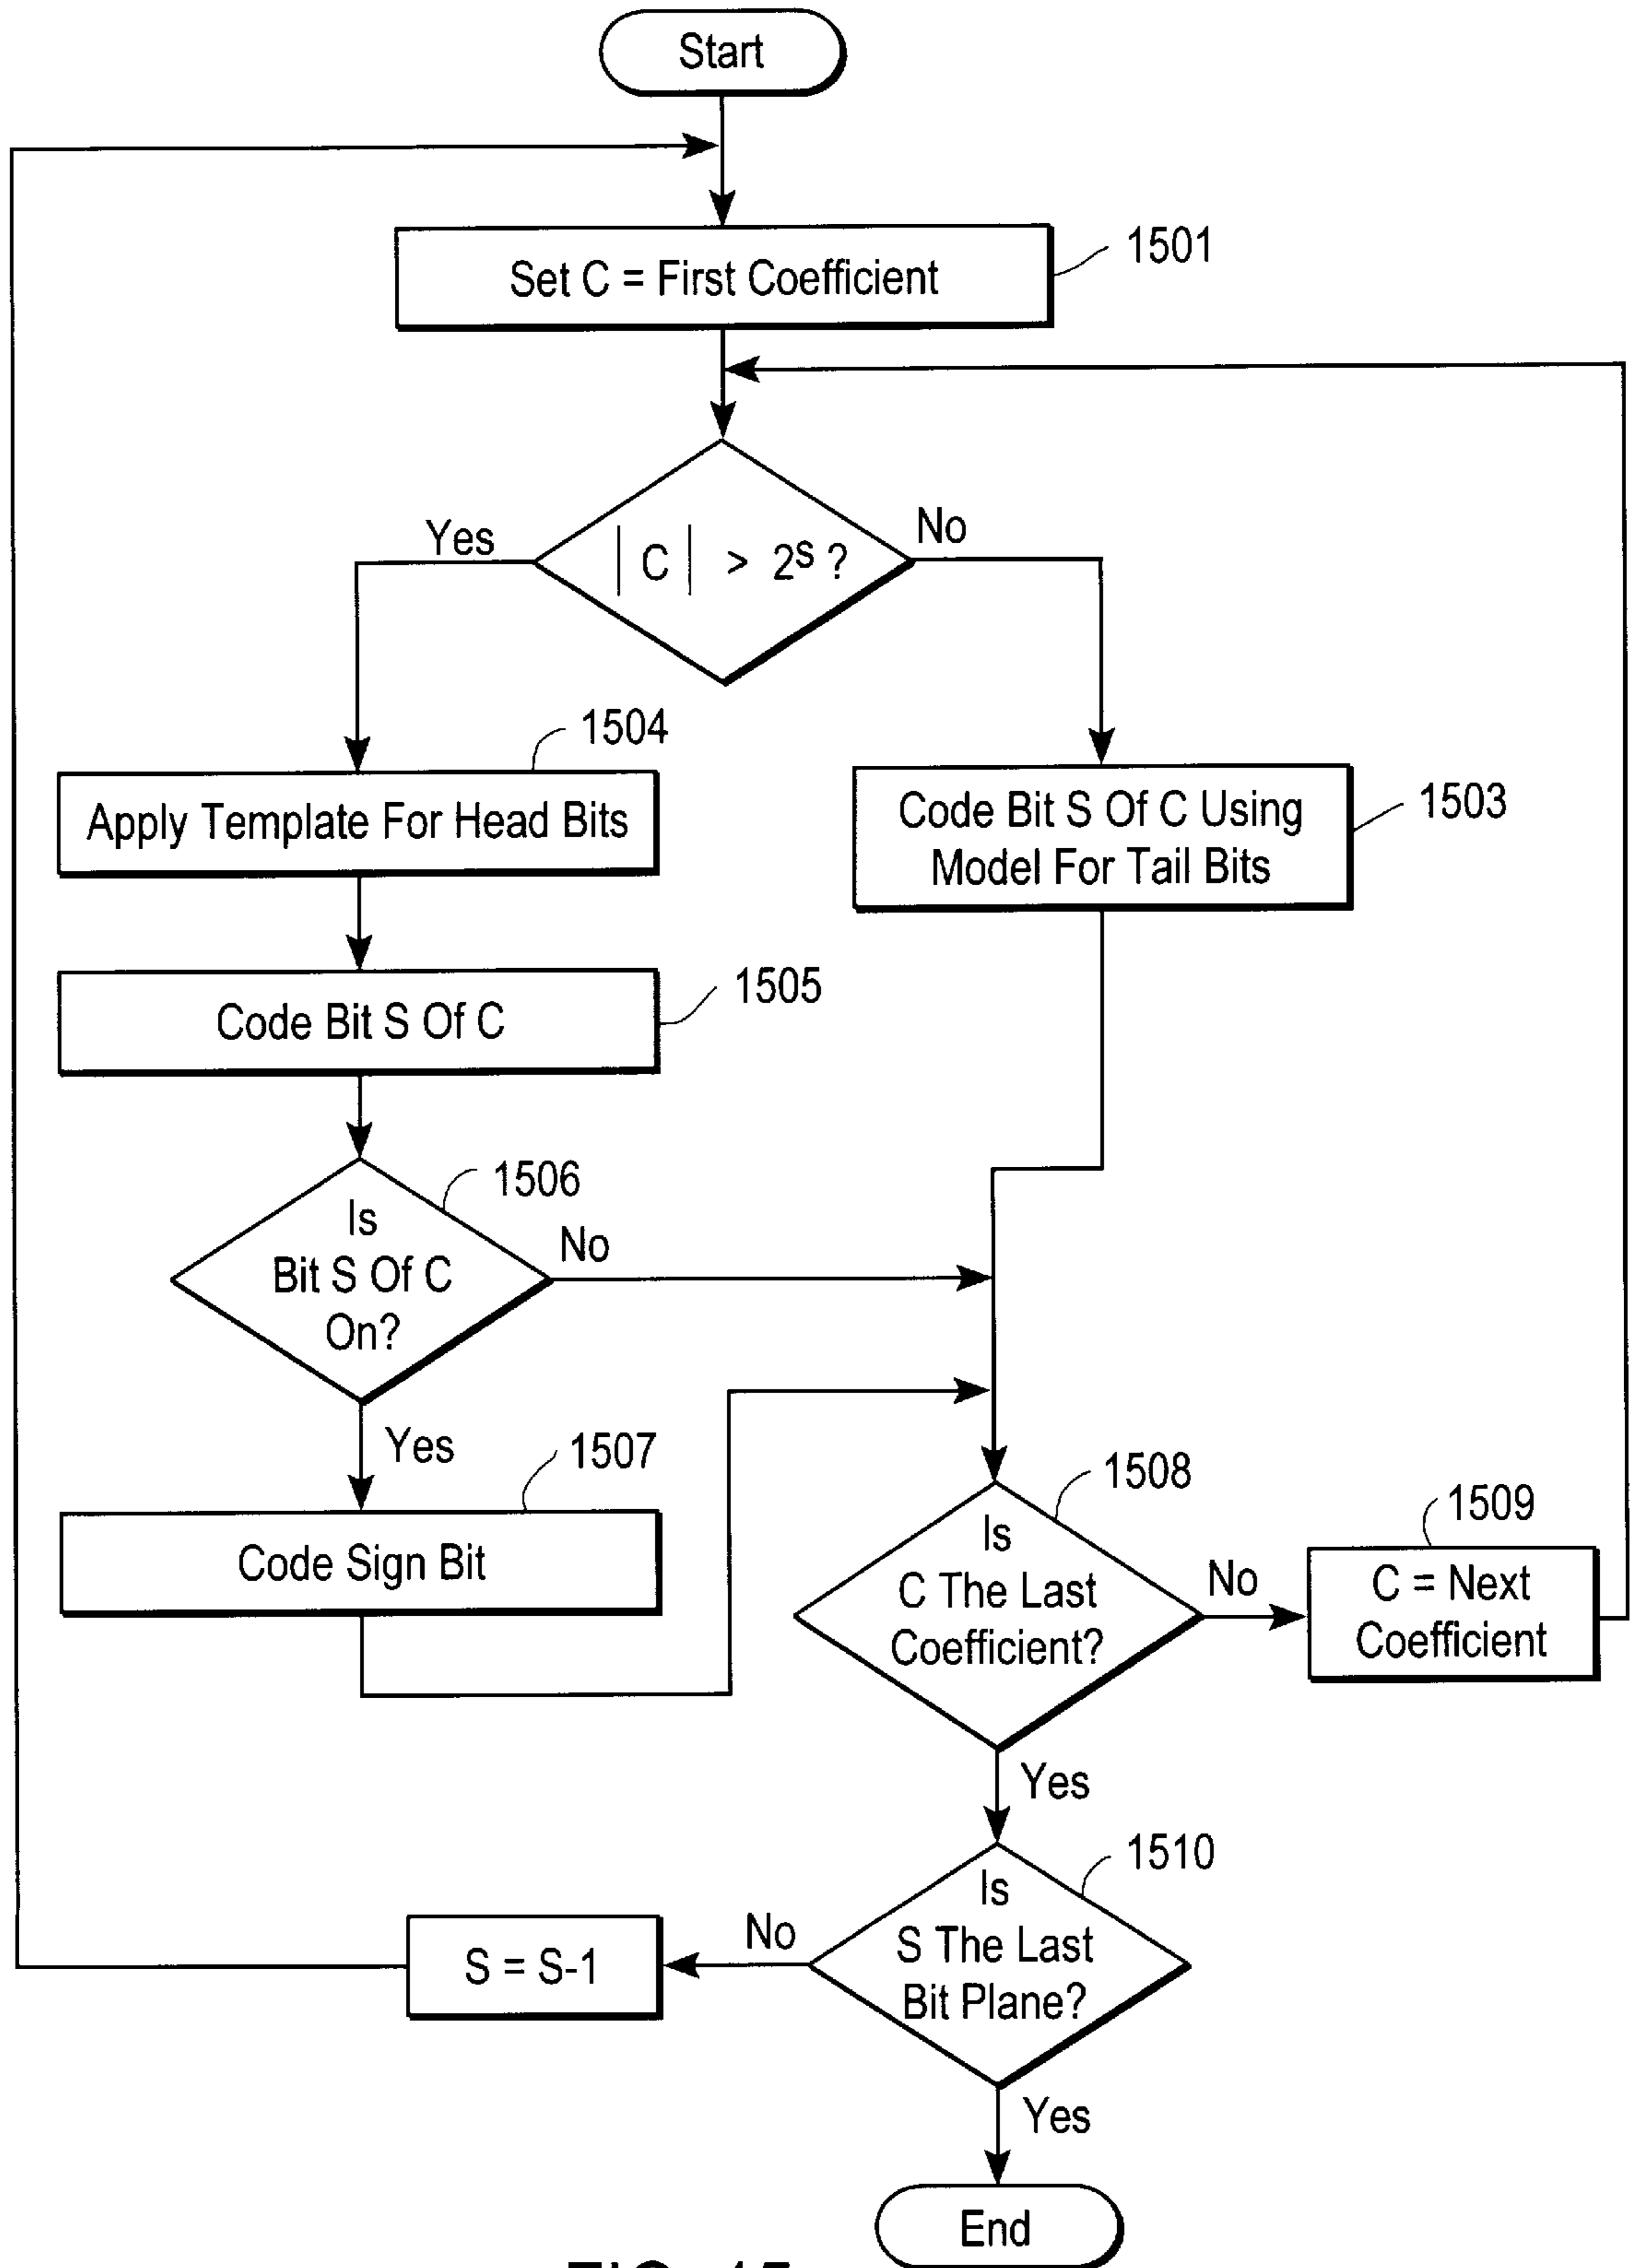 Start
1501
Set C = First Coefficient
Yes
No
| C | > 2^S ?
1504
Apply Template For Head Bits
Code Bit S Of C Using
Model For Tail Bits
1503
1505
Code Bit S Of C
1506
Is
Bit S Of C
On?
No
Yes
1507
Code Sign Bit
1508
Is
C The Last
Coefficient?
No
1509
C = Next
Coefficient
Yes
1510
Is
S The Last
Bit Plane?
No
S = S-1
Yes
End